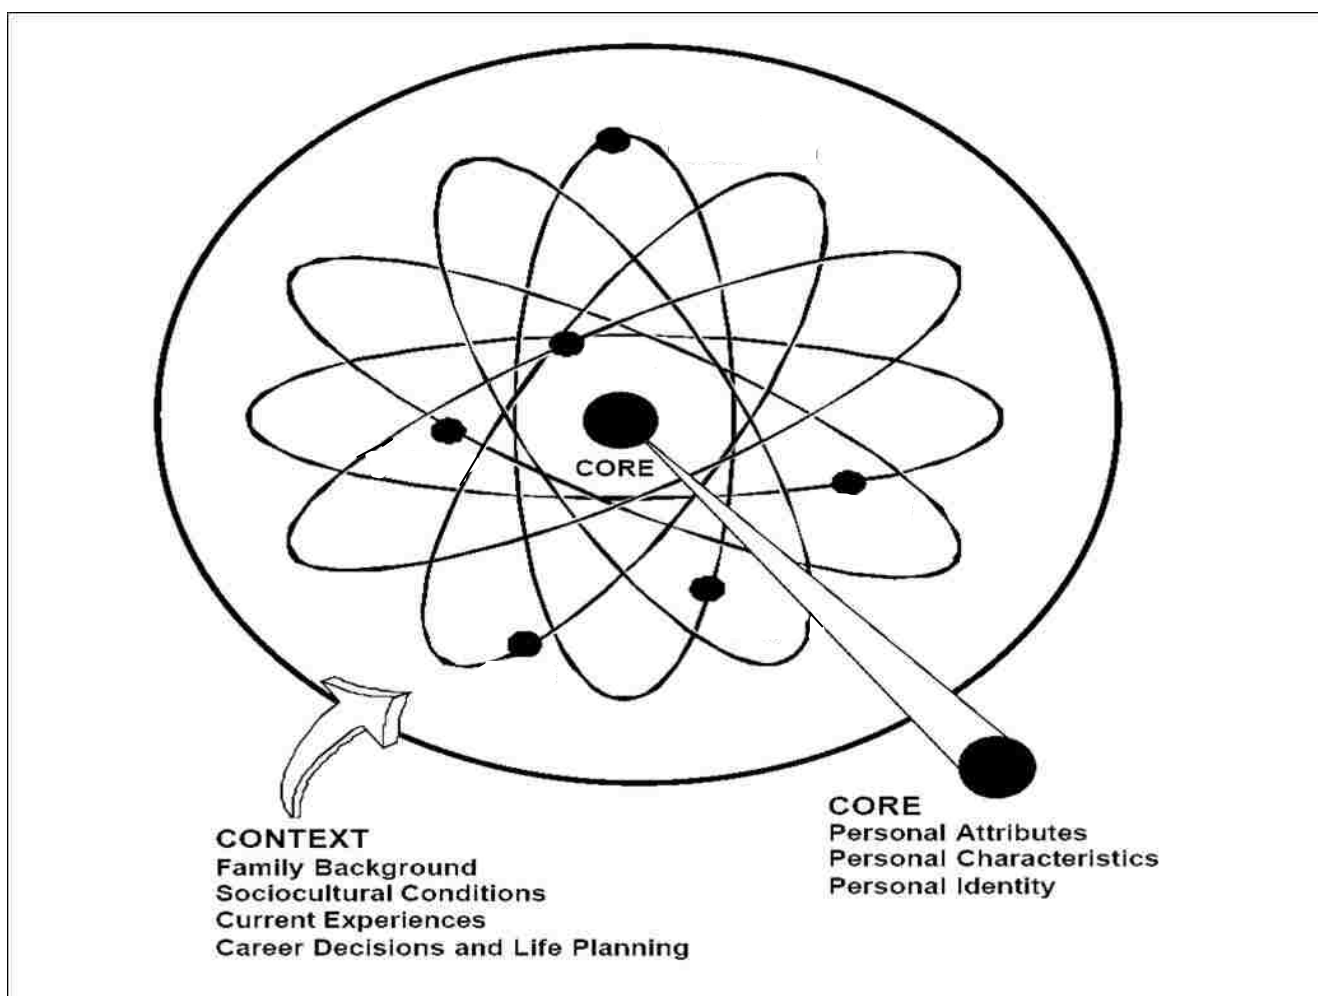 CORE
CONTEXT
Family Background
Sociocultural Conditions
Current Experiences
Career Decisions and Life Planning
CORE
Personal Attributes
Personal Characteristics
Personal Identity